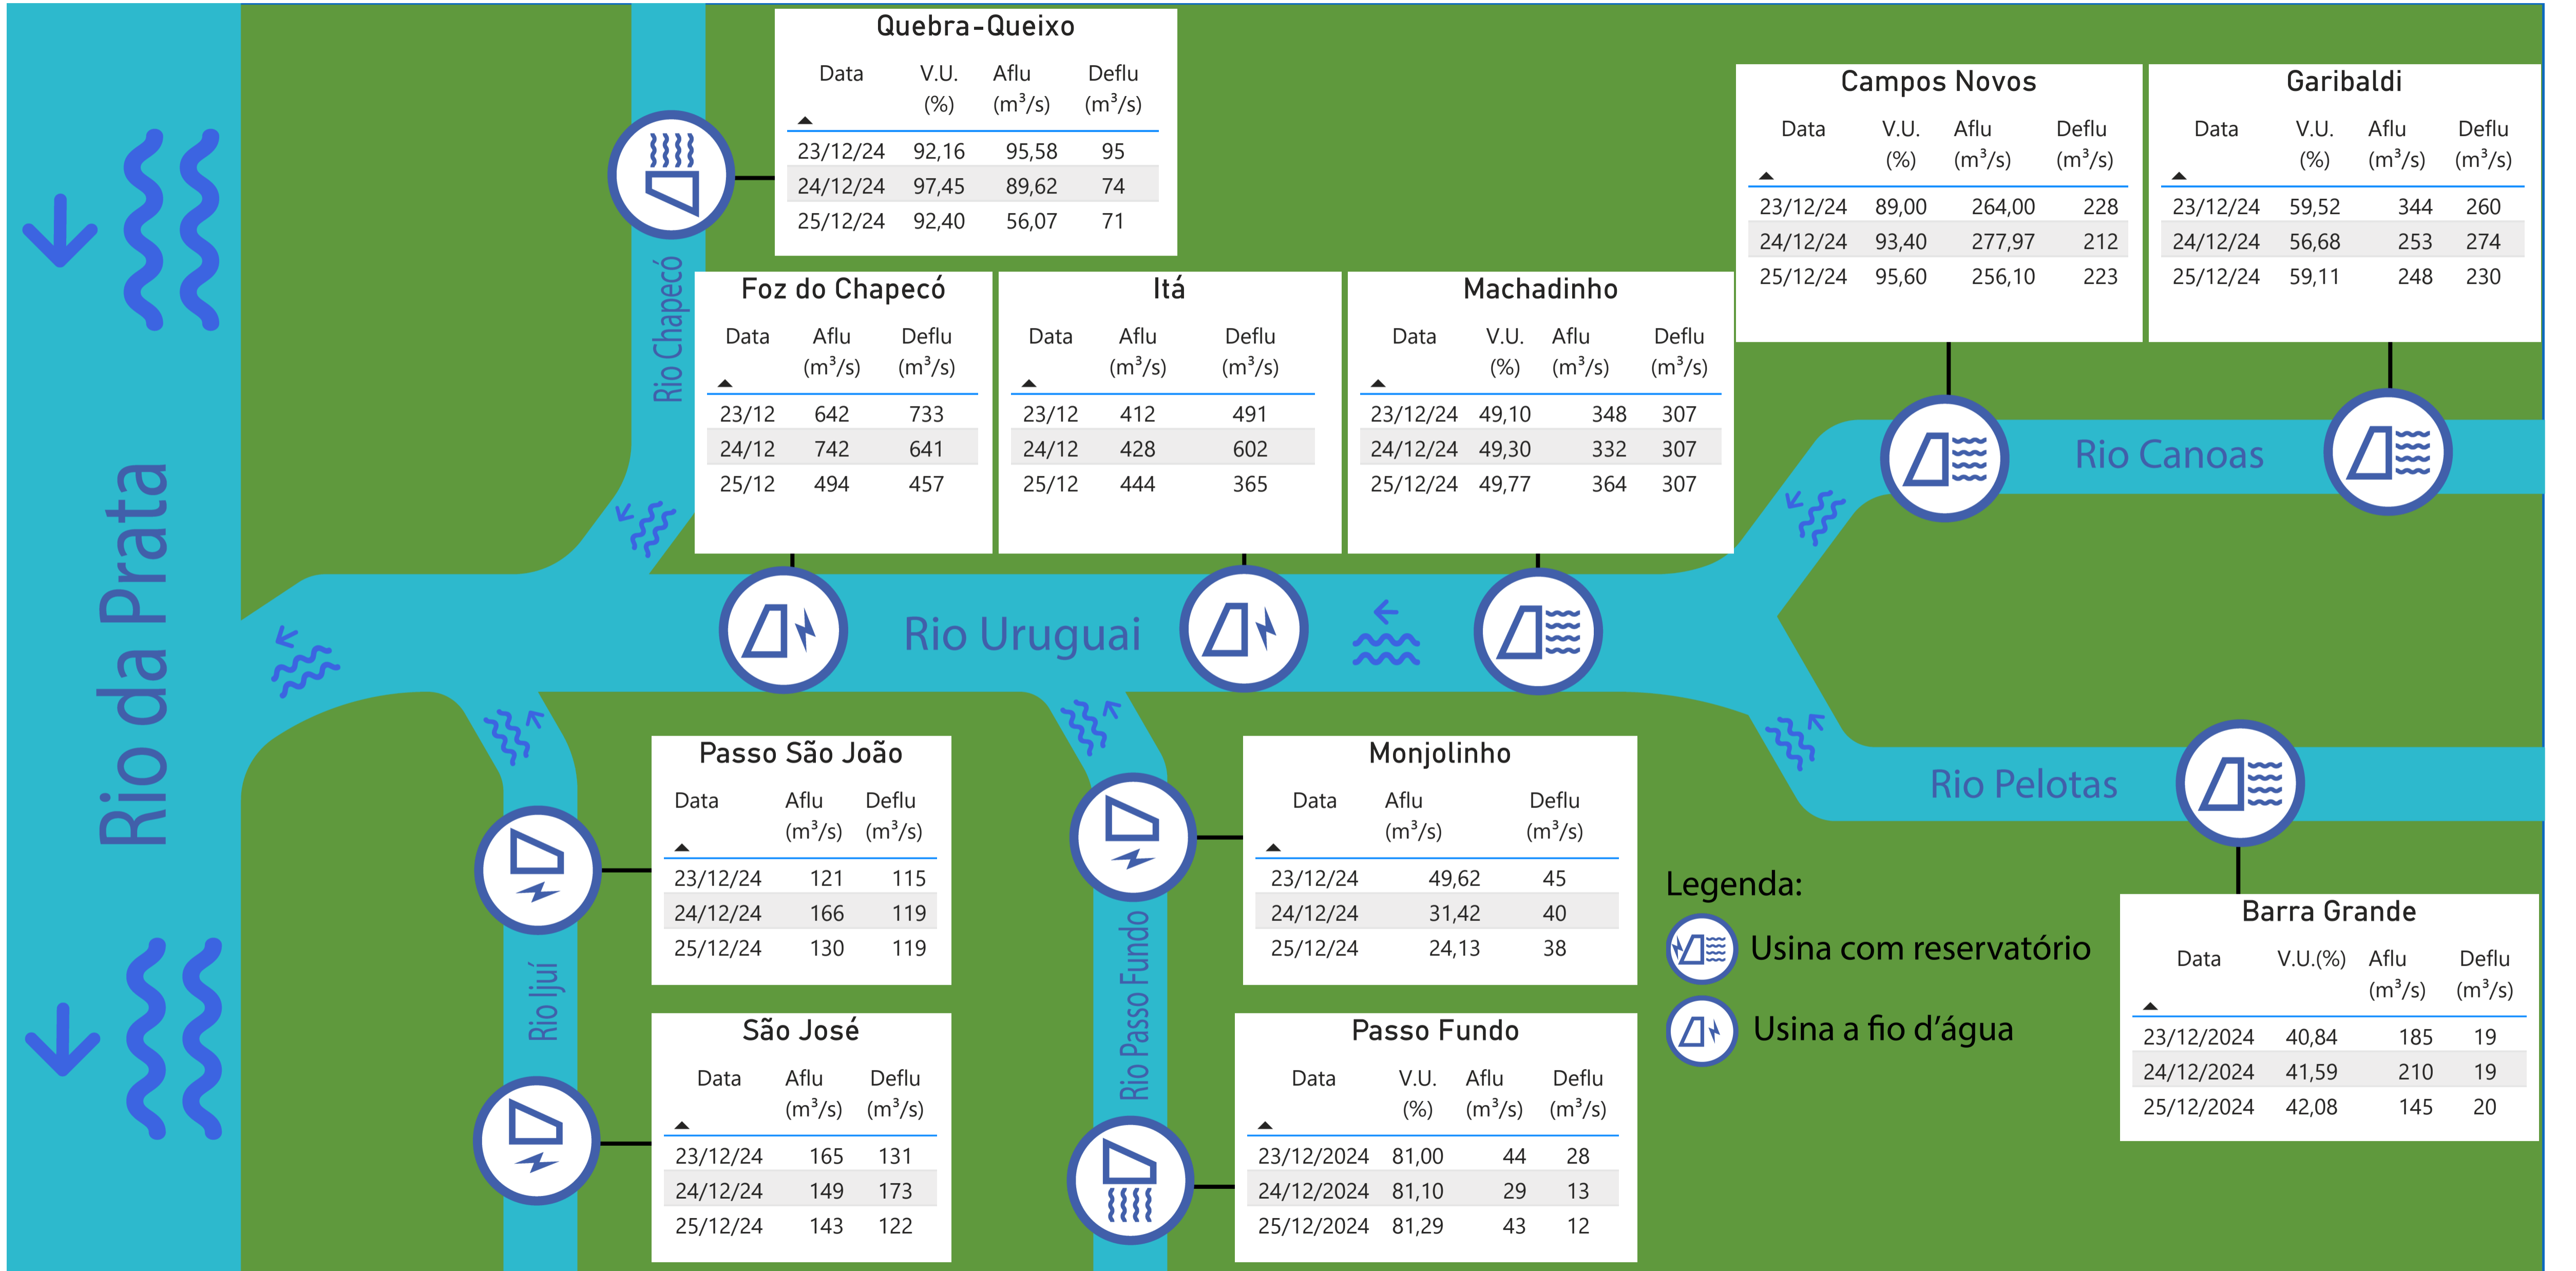 Quebra-Queixo
Data V.U. (%) Aflu (m³/s) Deflu (m³/s)
23/12/24 92,16 95,58 95
24/12/24 97,45 89,62 74
25/12/24 92,40 56,07 71
Campos Novos
Data V.U. (%) Aflu (m³/s) Deflu (m³/s)
23/12/24 89,00 264,00 228
24/12/24 93,40 277,97 212
25/12/24 95,60 256,10 223
Garibaldi
Data V.U. (%) Aflu (m³/s) Deflu (m³/s)
23/12/24 59,52 344 260
24/12/24 56,68 253 274
25/12/24 59,11 248 230
Rio Chapecó
Foz do Chapecó
Data Aflu (m³/s) Deflu (m³/s)
23/12 642 733
24/12 742 641
25/12 494 457
Itá
Data Aflu (m³/s) Deflu (m³/s)
23/12 412 491
24/12 428 602
25/12 444 365
Machadinho
Data V.U. (%) Aflu (m³/s) Deflu (m³/s)
23/12/24 49,10 348 307
24/12/24 49,30 332 307
25/12/24 49,77 364 307
Rio Canoas
Rio da Prata
Rio Uruguai
Rio Pelotas
Passo São João
Data Aflu (m³/s) Deflu (m³/s)
23/12/24 121 115
24/12/24 166 119
25/12/24 130 119
Monjolinho
Data Aflu (m³/s) Deflu (m³/s)
23/12/24 49,62 45
24/12/24 31,42 40
25/12/24 24,13 38
Rio Ijuí
São José
Data Aflu (m³/s) Deflu (m³/s)
23/12/24 165 131
24/12/24 149 173
25/12/24 143 122
Rio Passo Fundo
Passo Fundo
Data V.U. (%) Aflu (m³/s) Deflu (m³/s)
23/12/2024 81,00 44 28
24/12/2024 81,10 29 13
25/12/2024 81,29 43 12
Legenda:
Usina com reservatório
Usina a fio d’água
Barra Grande
Data V.U.(%) Aflu (m³/s) Deflu (m³/s)
23/12/2024 40,84 185 19
24/12/2024 41,59 210 19
25/12/2024 42,08 145 20